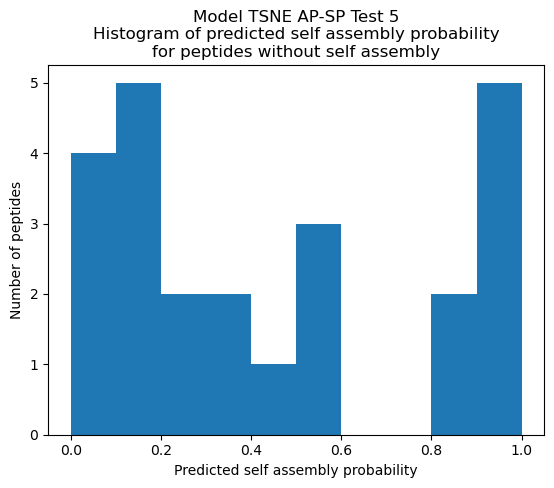 Model TSNE AP-SP Test 5
Histogram of predicted self assembly probability
for peptides without self assembly
Number of peptides
5
4
3
2
1
0
0.0 0.2 0.4 0.6 0.8 1.0
Predicted self assembly probability